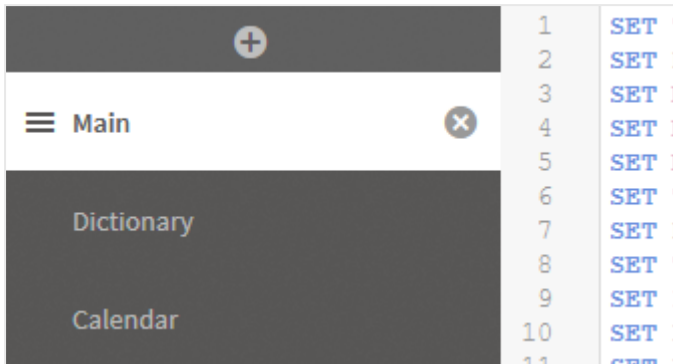 Main
Dictionary
Calendar
1 SET
2 SET
3 SET
4 SET
5 SET
6 SET
7 SET
8 SET
9 SET
10 SET